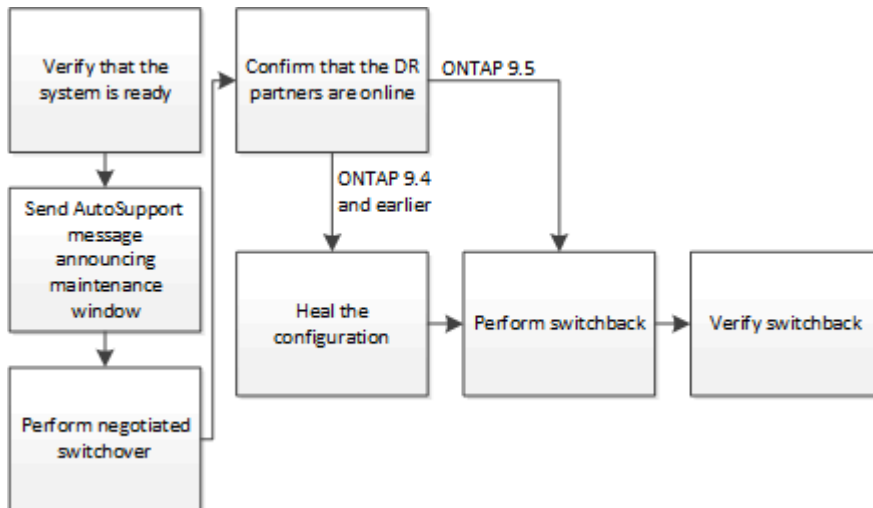 Verify that the
system is ready
Send AutoSupport
message
announcing
maintenance
window
Perform negotiated
switchover
Confirm that the DR
partners are online
ONTAP 9.5
ONTAP 9.4
and earlier
Heal the
configuration
Perform switchback
Verify switchback